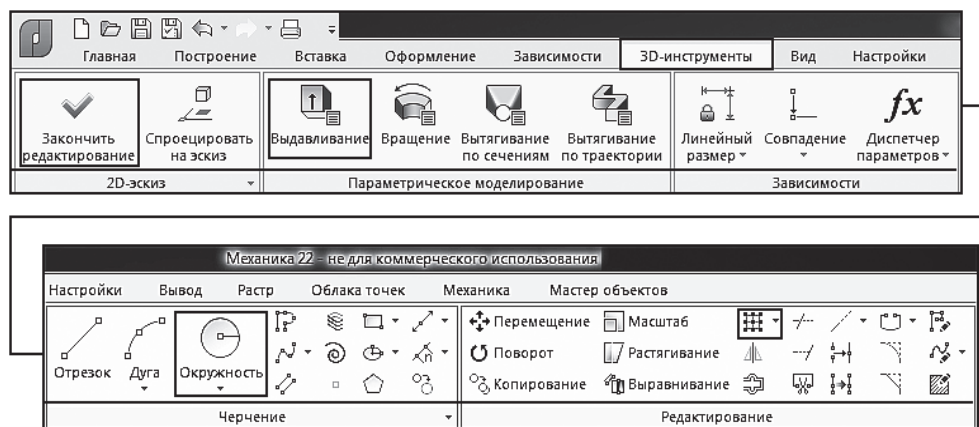 Главная Построение Вставка Оформление Зависимости 3D-инструменты Вид Настройки
Закончить редактирование
Спроецировать на эскиз
Выдавливание
Вращение
Вытягивание по сечениям
Вытягивание по траектории
Линейный размер
Совпадение
fx
Диспетчер параметров
2D-эскиз Параметрическое моделирование Зависимости
Механика 22 - не для коммерческого использования
Настройки Вывод Растр Облака точек Механика Мастер объектов
Отрезок Дуга Окружность
Перемещение Масштаб
Поворот Растягивание
Копирование Выравнивание
Черчение Редактирование